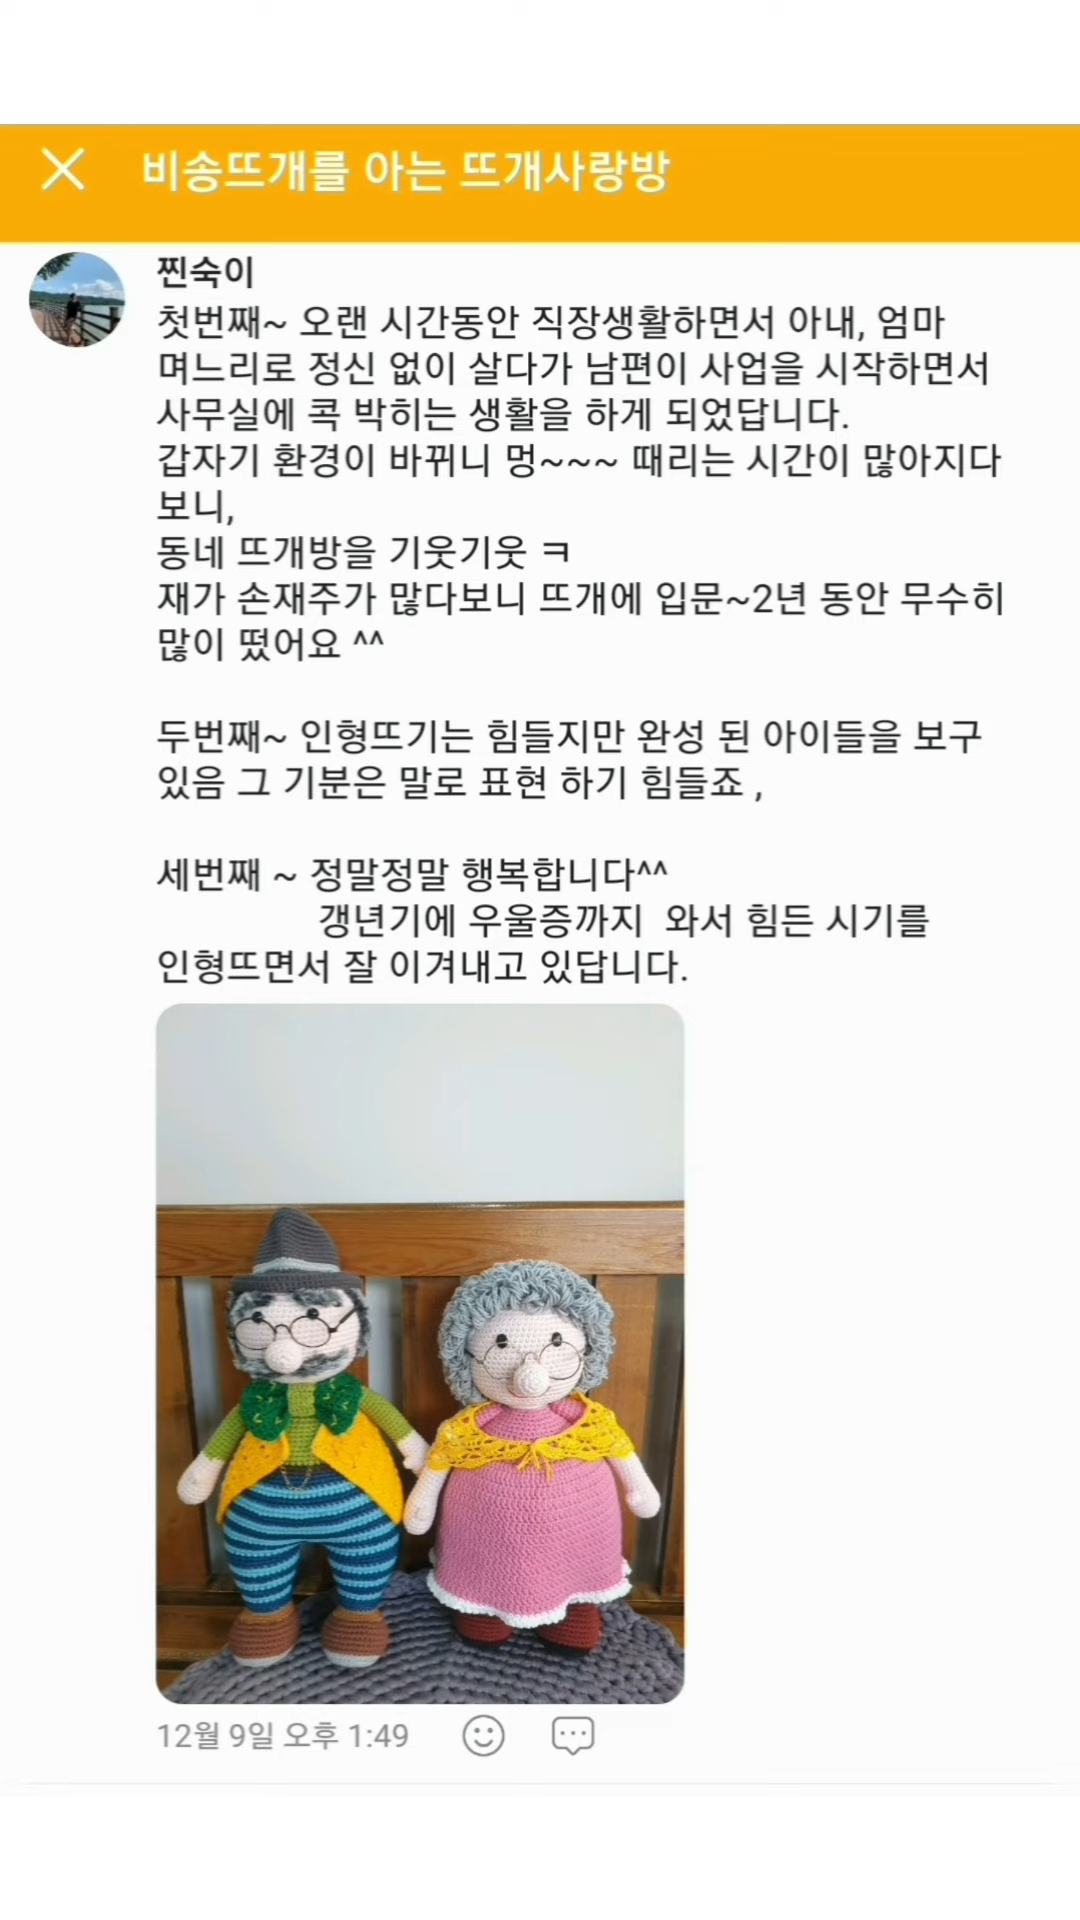 비송뜨개를 아는 뜨개사랑방
찐숙이
첫번째~ 오랜 시간동안 직장생활하면서 아내, 엄마
며느리로 정신 없이 살다가 남편이 사업을 시작하면서
사무실에 콕 박히는 생활을 하게 되었답니다.
갑자기 환경이 바뀌니 멍~~~ 때리는 시간이 많아지다
보니,
동네 뜨개방을 기웃기웃 ㅋ
재가 손재주가 많다보니 뜨개에 입문~2년 동안 무수히
많이 떴어요 ^^
두번째~ 인형뜨기는 힘들지만 완성 된 아이들을 보구
있음 그 기분은 말로 표현 하기 힘들죠 ,
세번째 ~ 정말정말 행복합니다^^
갱년기에 우울증까지 와서 힘든 시기를
인형뜨면서 잘 이겨내고 있답니다.
12월 9일 오후 1:49